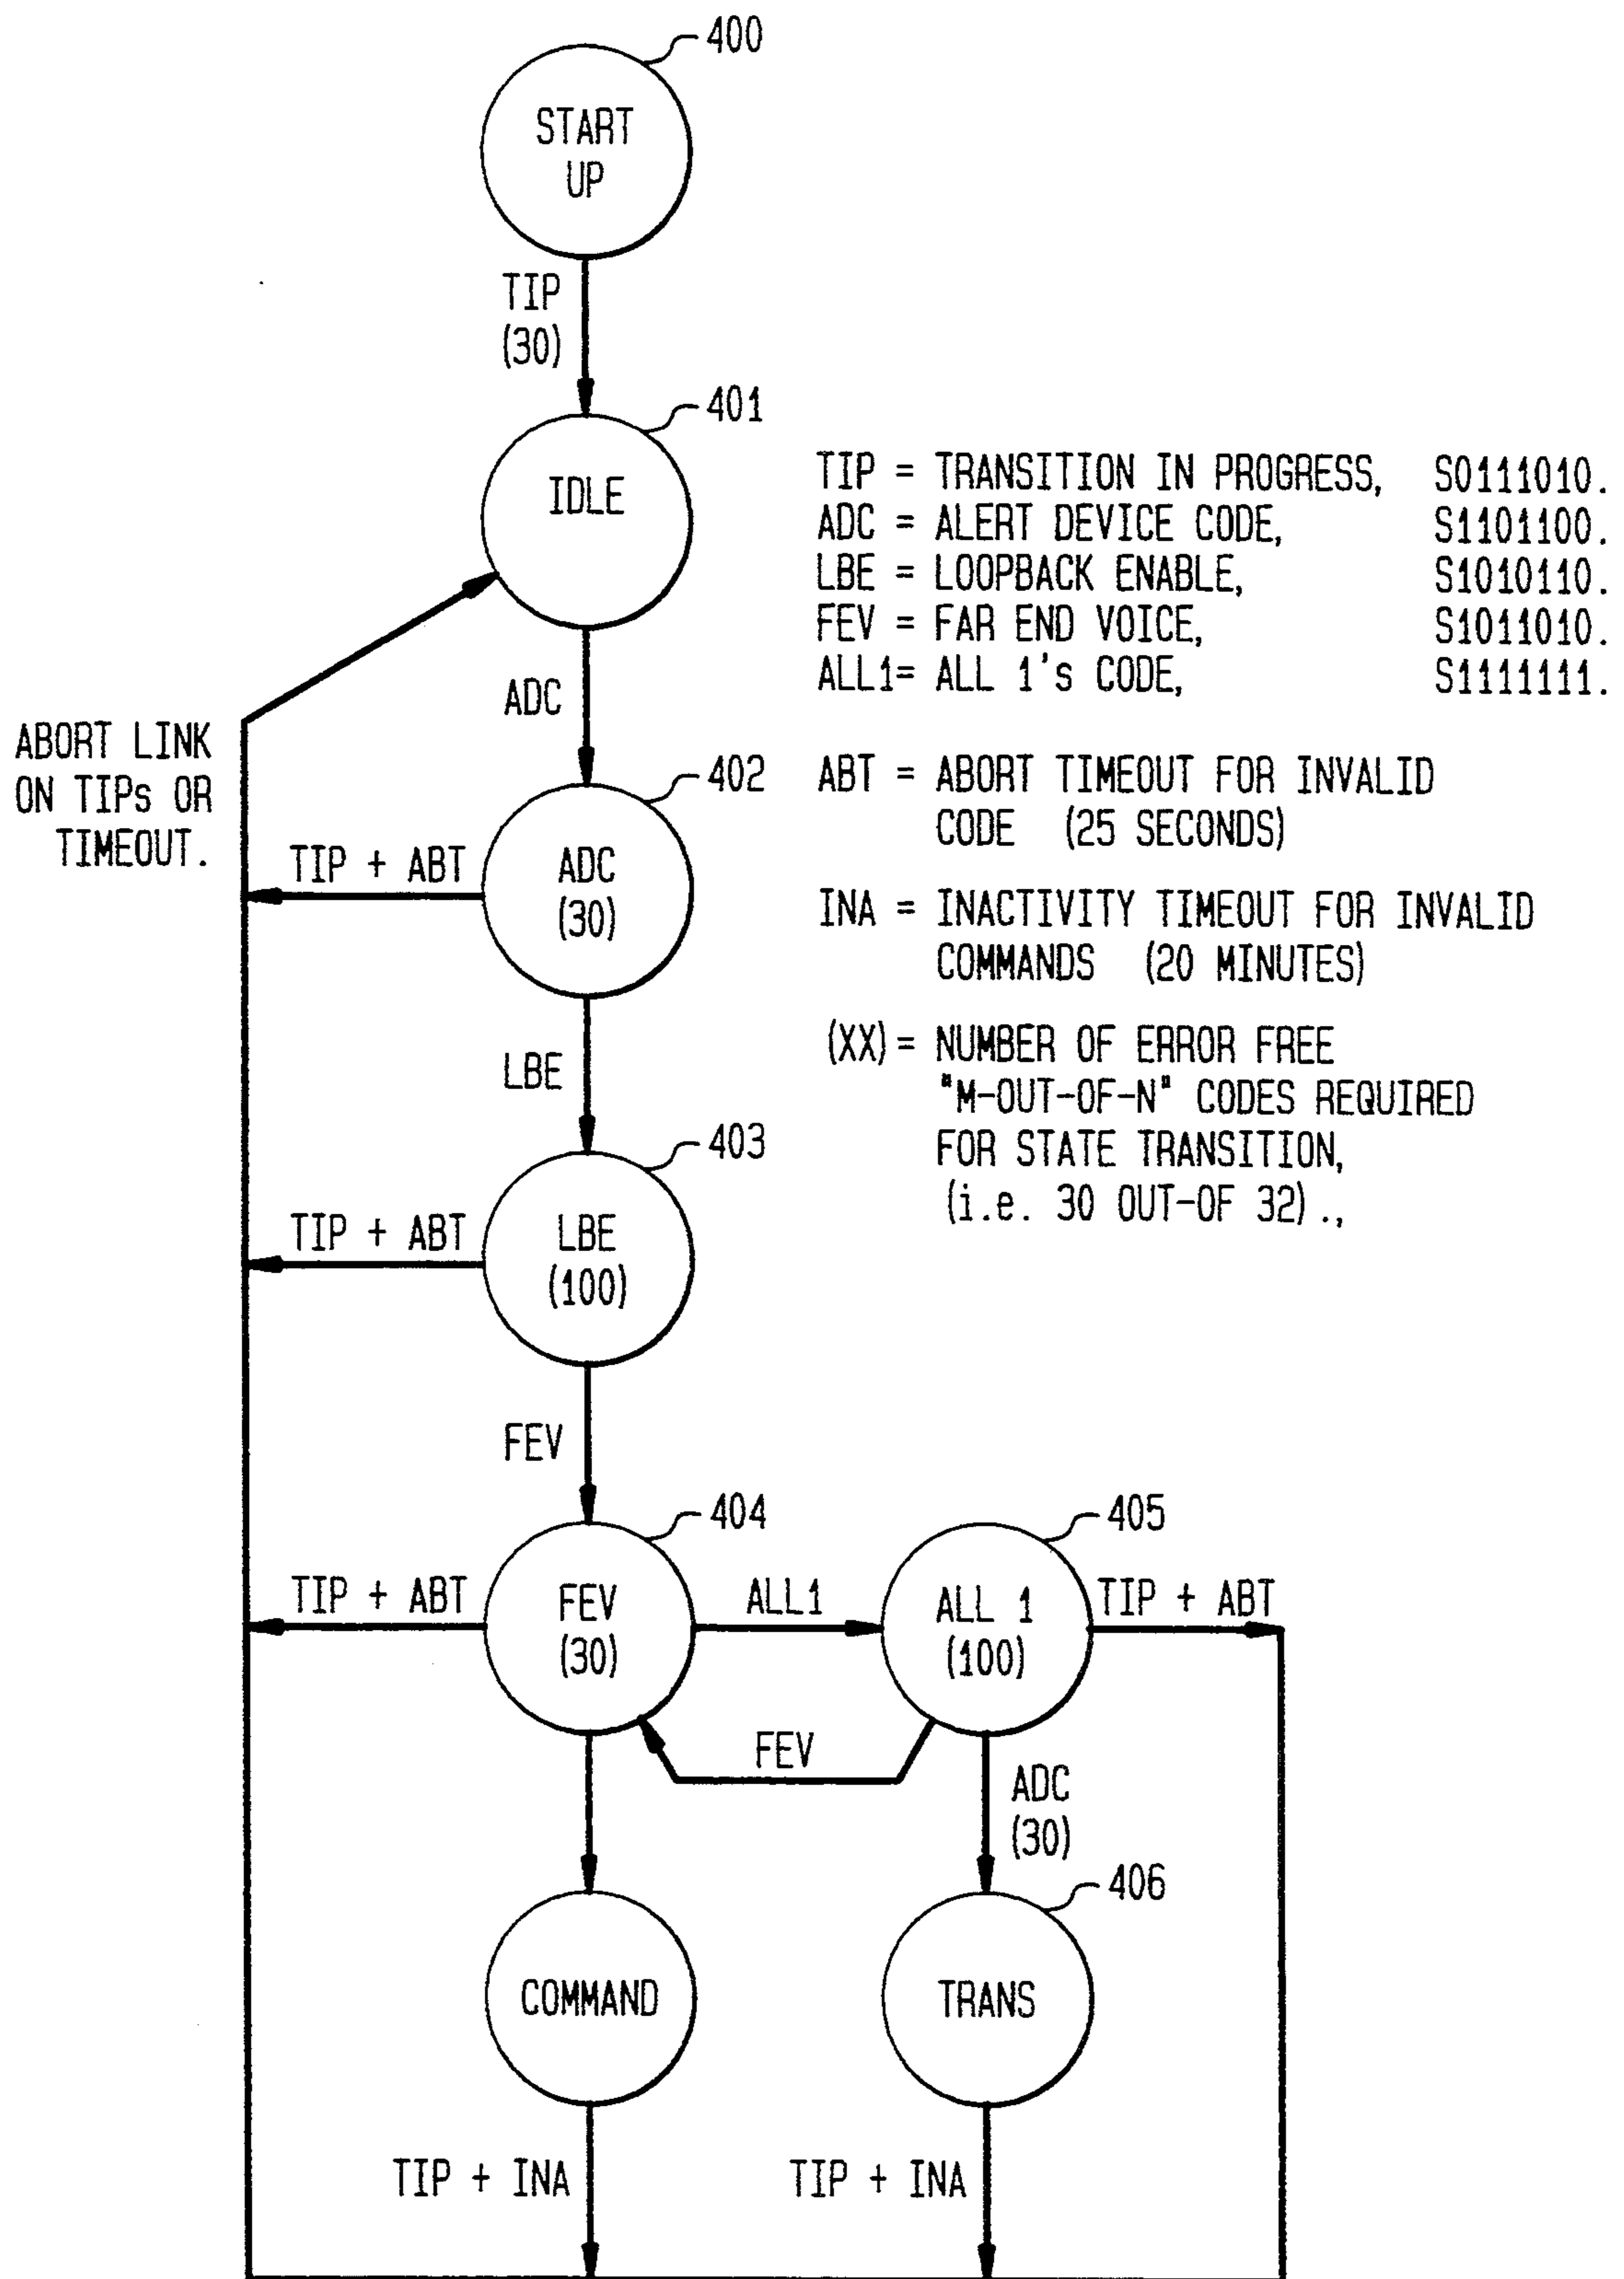 400
START
UP
TIP
(30)
401
IDLE
TIP = TRANSITION IN PROGRESS, S0111010.
ADC = ALERT DEVICE CODE, S1101100.
LBE = LOOPBACK ENABLE, S1010110.
FEV = FAR END VOICE, S1011010.
ALL1= ALL 1's CODE, S1111111.
ADC
ABORT LINK
ON TIPs OR
TIMEOUT.
402
ABT = ABORT TIMEOUT FOR INVALID
CODE (25 SECONDS)
TIP + ABT
ADC
(30)
INA = INACTIVITY TIMEOUT FOR INVALID
COMMANDS (20 MINUTES)
LBE
(XX) = NUMBER OF ERROR FREE
"M-OUT-OF-N" CODES REQUIRED
FOR STATE TRANSITION,
(i.e. 30 OUT-OF 32).,
403
TIP + ABT
LBE
(100)
FEV
404
405
TIP + ABT
FEV
(30)
ALL1
ALL 1
(100)
TIP + ABT
FEV
ADC
(30)
406
COMMAND
TRANS
TIP + INA
TIP + INA